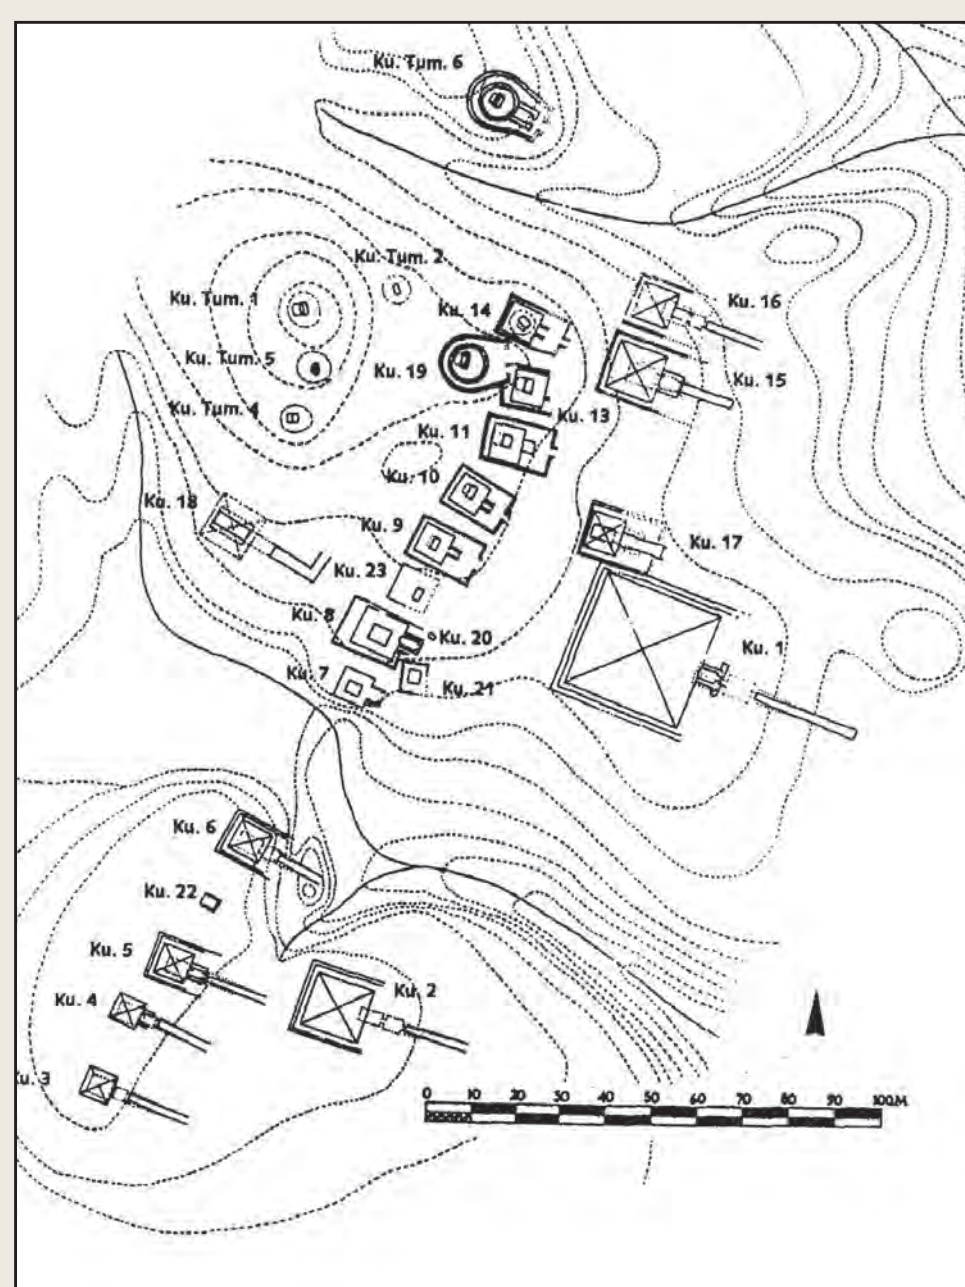 Ku. Tum. 6
Ku. Tum. 2
Ku. Tum. 1
Ku. 14
Ku. 16
Ku. Tum. 5
Ku. 19
Ku. 15
Ku. Tum. 4
Ku. 13
Ku. 11
Ku. 10
Ku. 18
Ku. 9
Ku. 17
Ku. 23
Ku. 8
Ku. 20
Ku. 1
Ku. 7
Ku. 21
Ku. 6
Ku. 22
Ku. 5
Ku. 4
Ku. 2
Ku. 3
0 10 20 30 40 50 60 70 80 90 100.M